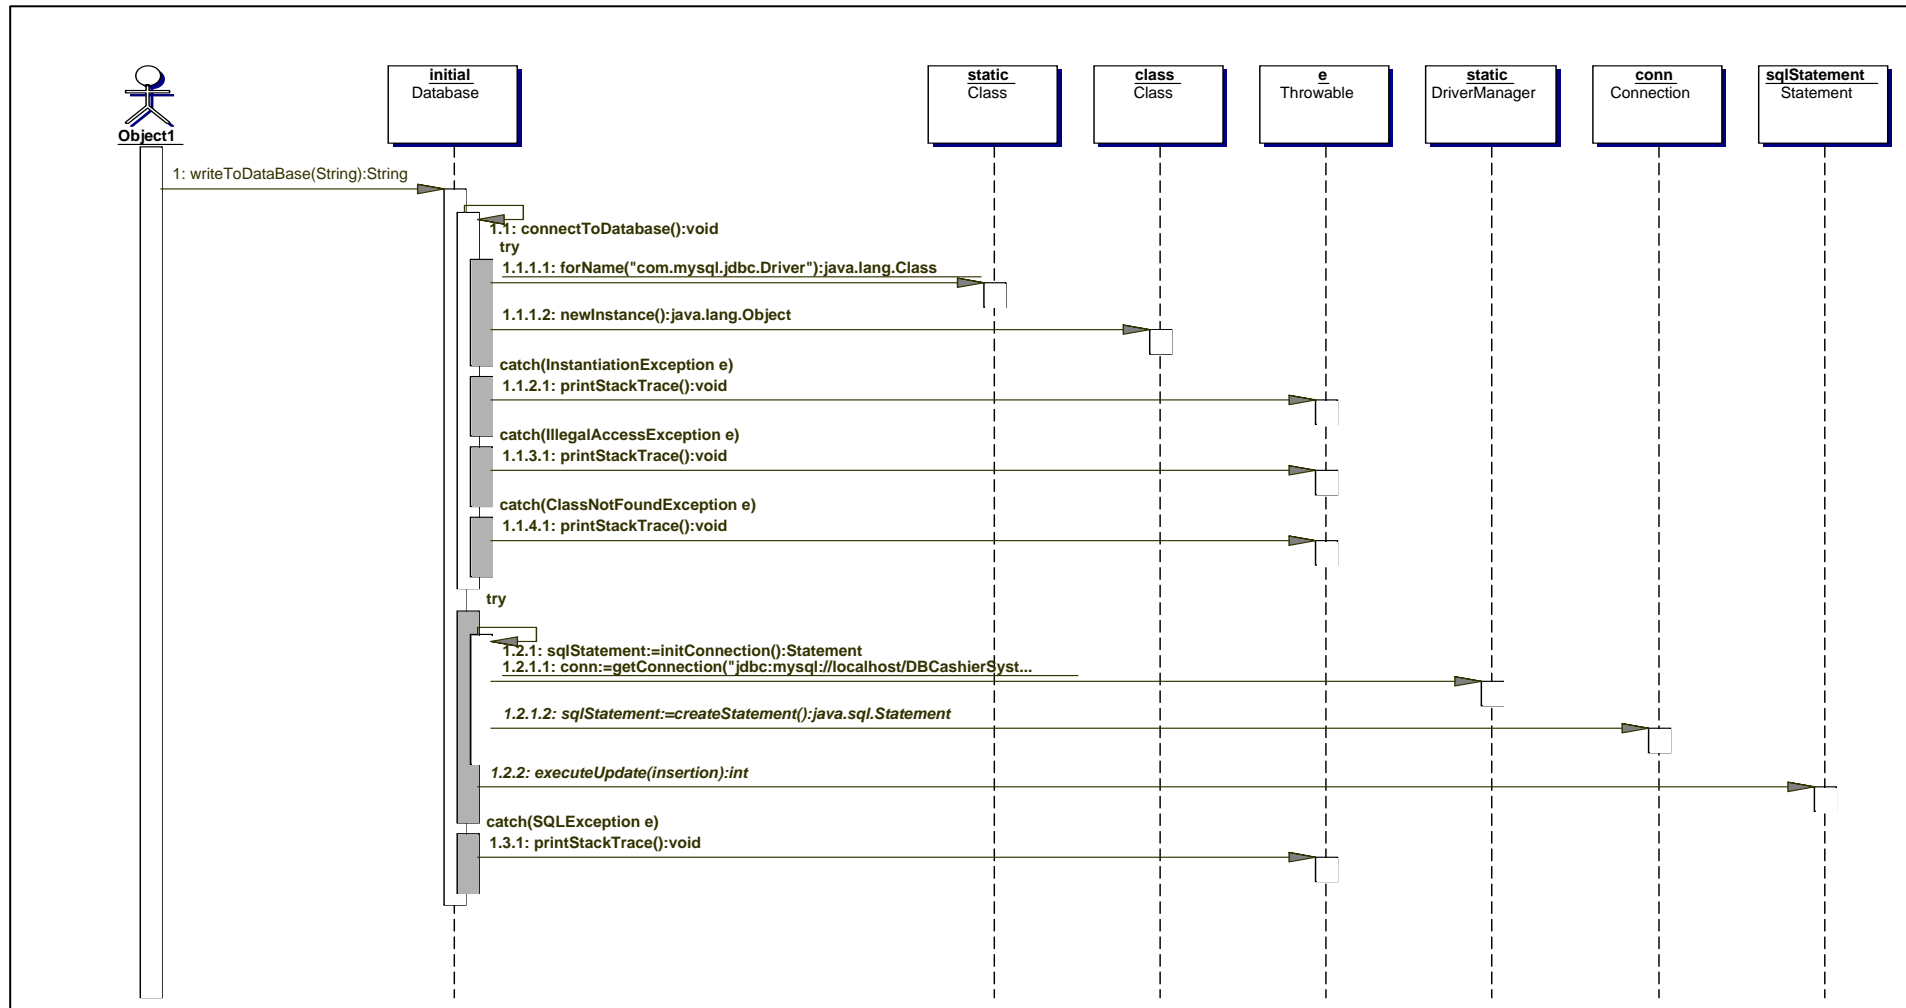 initial
Database
static
Class
class
Class
e
Throwable
static
DriverManager
conn
Connection
sqlStatement
Statement
Object1
1: writeToDataBase(String):String
1.1: connectToDatabase():void
try
1.1.1.1: forName("com.mysql.jdbc.Driver"):java.lang.Class
1.1.1.2: newInstance():java.lang.Object
catch(InstantiationException e)
1.1.2.1: printStackTrace():void
catch(IllegalAccessException e)
1.1.3.1: printStackTrace():void
catch(ClassNotFoundException e)
1.1.4.1: printStackTrace():void
try
1.2.1: sqlStatement:=initConnection():Statement
1.2.1.1: conn:=getConnection("jdbc:mysql://localhost/DBCashierSyst...
1.2.1.2: sqlStatement:=createStatement():java.sql.Statement
1.2.2: executeUpdate(insertion):int
catch(SQLException e)
1.3.1: printStackTrace():void